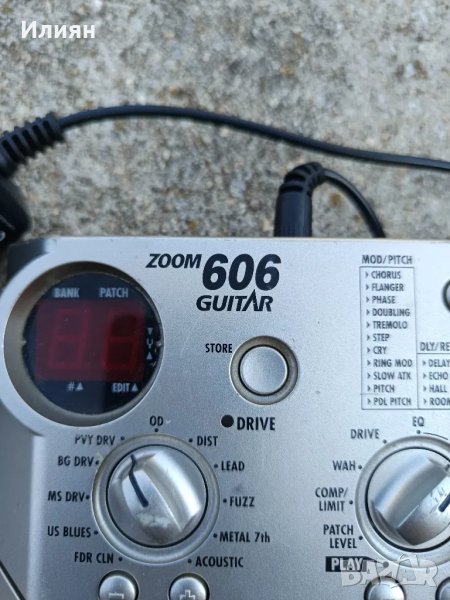 Илиян
ZOOM 606
GUITAR
BANK PATCH
#.▲ EDIT▲
STORE
DRIVE
OD
PVY DRV
DIST
BG DRV
LEAD
MS DRV
FUZZ
US BLUES
METAL 7th
FDR CLN
ACOUSTIC
MOD/PITCH
CHORUS
FLANGER
PHASE
DOUBLING
TREMOLO
STEP
CRY
RING MOD
SLOW ATK
PITCH
PDL PITCH
DLY/RE
DELAY
ECHO
HALL
ROOM
EQ
DRIVE
WAH
COMP/
LIMIT
PATCH
LEVEL
PLAY
bazar